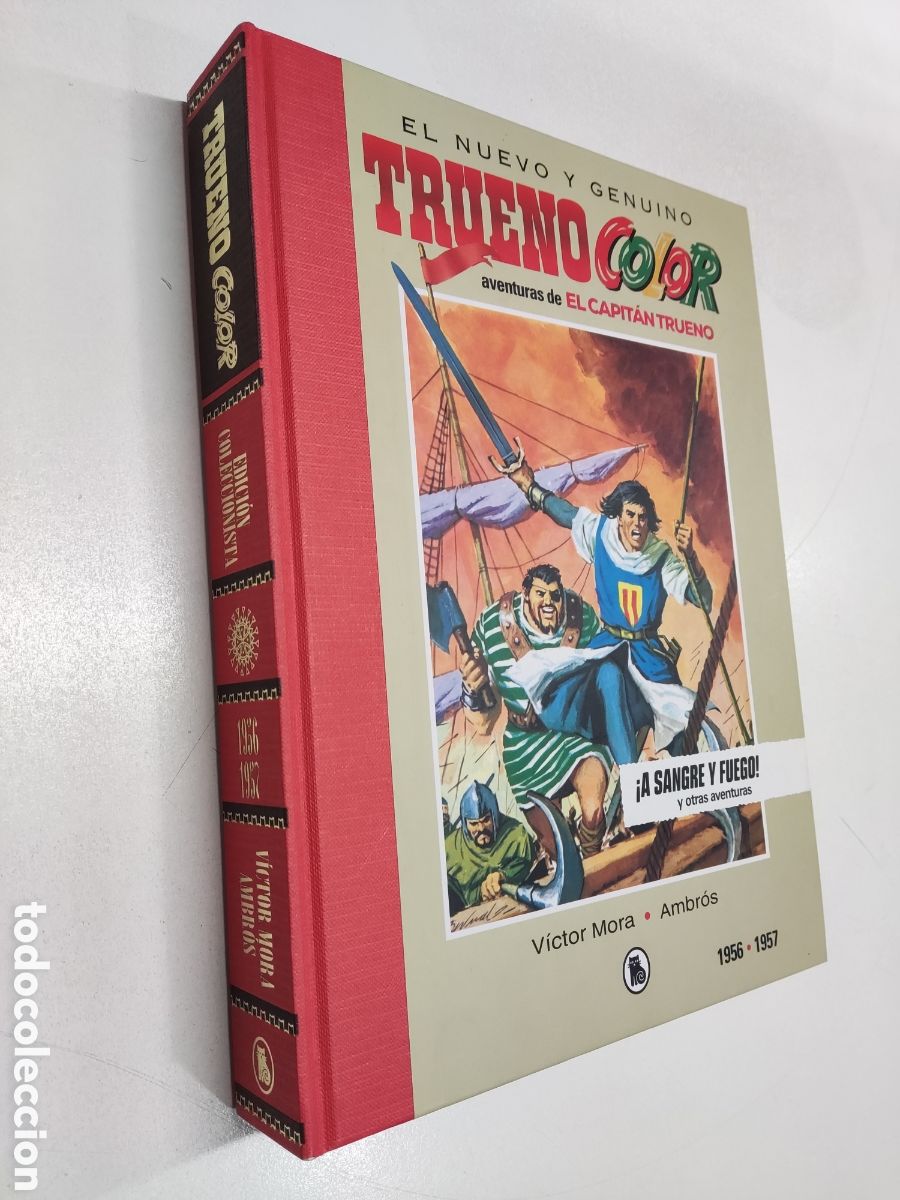 TRUENO
COLOR
EDICIÓN
COLECCIONISTA
1956
1957
VÍCTOR MORA
AMBRÓS
EL NUEVO Y GENUINO
TRUENO COLOR
aventuras de EL CAPITÁN TRUENO
¡A SANGRE Y FUEGO!
y otras aventuras
Víctor Mora • Ambrós
1956 • 1957
todocoleccion